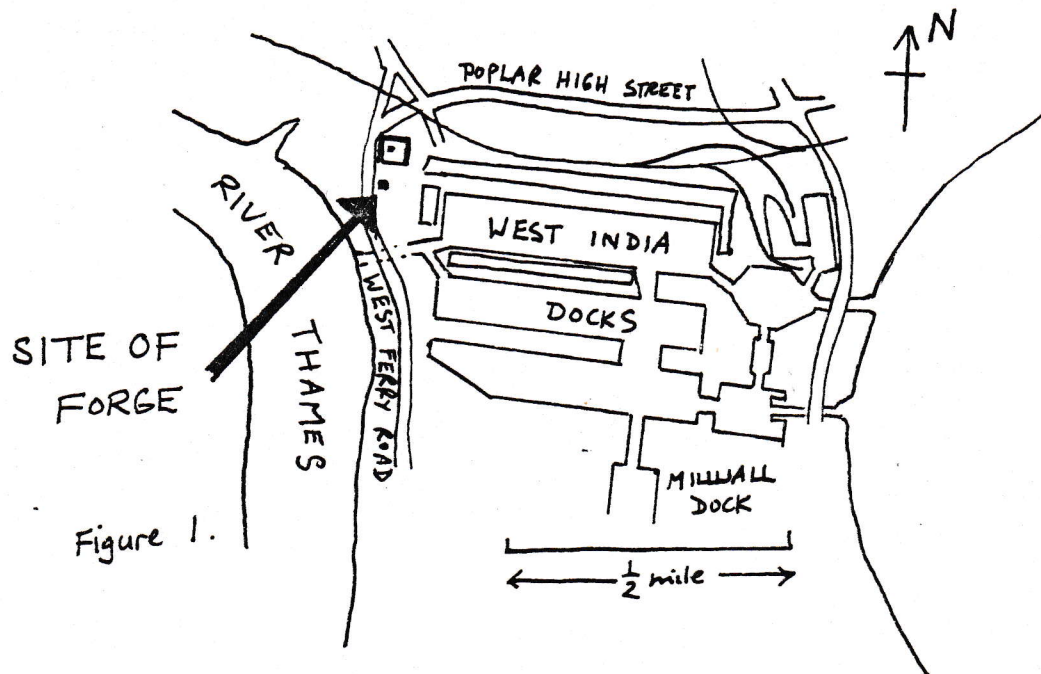 N
POPLAR HIGH STREET
RIVER
THAMES
WEST INDIA
DOCKS
WEST FERRY ROAD
SITE OF
FORGE
MILLWALL
DOCK
Figure 1.
1/2 mile